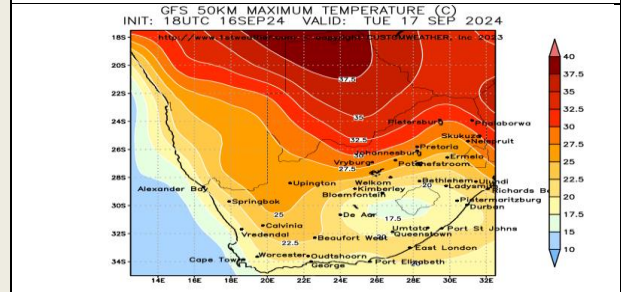 GFS 50KM MAXIMUM TEMPERATURE (C)
INIT: 18UTC 16SEP24 VALID: TUE 17 SEP 2024
18S
20S
22S
24S
26S
28S
30S
32S
34S
14E 16E 18E 20E 22E 24E 26E 28E 30E 32E
37.5
35
32.5
30
27.5
25
22.5
20
17.5
20
20
Pietersburg
Phalaborwa
Skukuza
Nelspruit
Pretoria
Johannesburg
Ermelo
Vryburg
Potchefstroom
Welkom
Bethlehem
Ulundi
Upington
Kimberley
Ladysmith
Richards B
Alexander Bay
Bloemfontein
Springbok
Pietermaritzburg
Durban
De Aar
Calvinia
Umtata
Port St Johns
Vredendal
Beaufort West
Queenstown
East London
Cape Town
Worcester
Oudtshoorn
George
Port Elizabeth
40
37.5
35
32.5
30
27.5
25
22.5
20
17.5
15
10